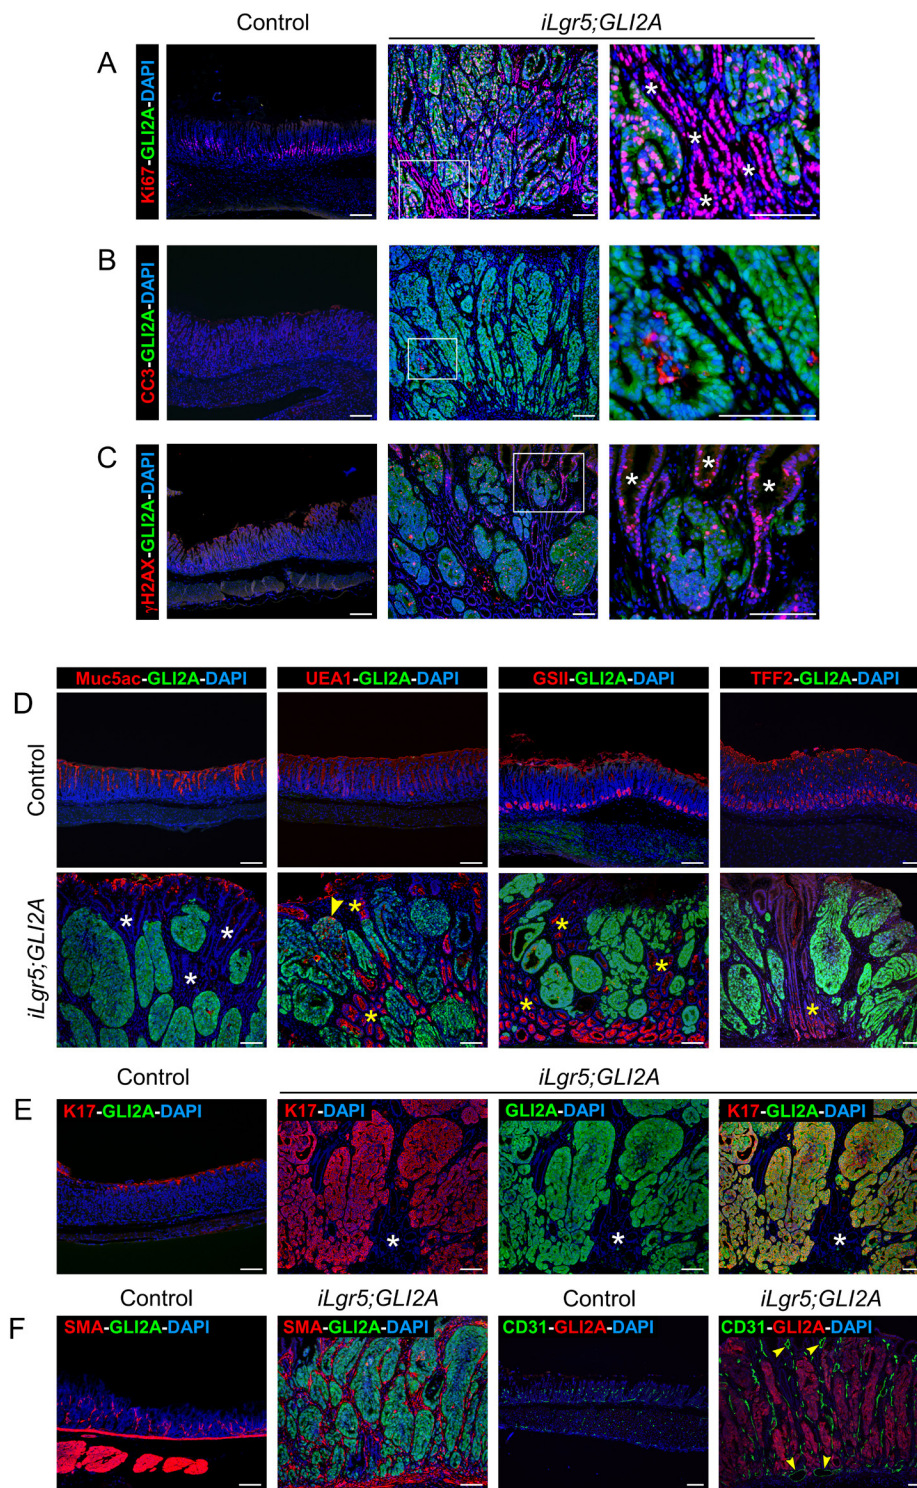 Control
iLgr5;GLI2A
A
Ki67-GLI2A-DAPI
* * * *
B
CC3-GLI2A-DAPI
C
γH2AX-GLI2A-DAPI
* * *
Muc5ac-GLI2A-DAPI
UEA1-GLI2A-DAPI
GSII-GLI2A-DAPI
TFF2-GLI2A-DAPI
D
Control
iLgr5;GLI2A
* * *
* *
* * *
*
Control
iLgr5;GLI2A
E
K17-GLI2A-DAPI
K17-DAPI
GLI2A-DAPI
K17-GLI2A-DAPI
* * *
Control
iLgr5;GLI2A
Control
iLgr5;GLI2A
F
SMA-GLI2A-DAPI
SMA-GLI2A-DAPI
CD31-GLI2A-DAPI
CD31-GLI2A-DAPI